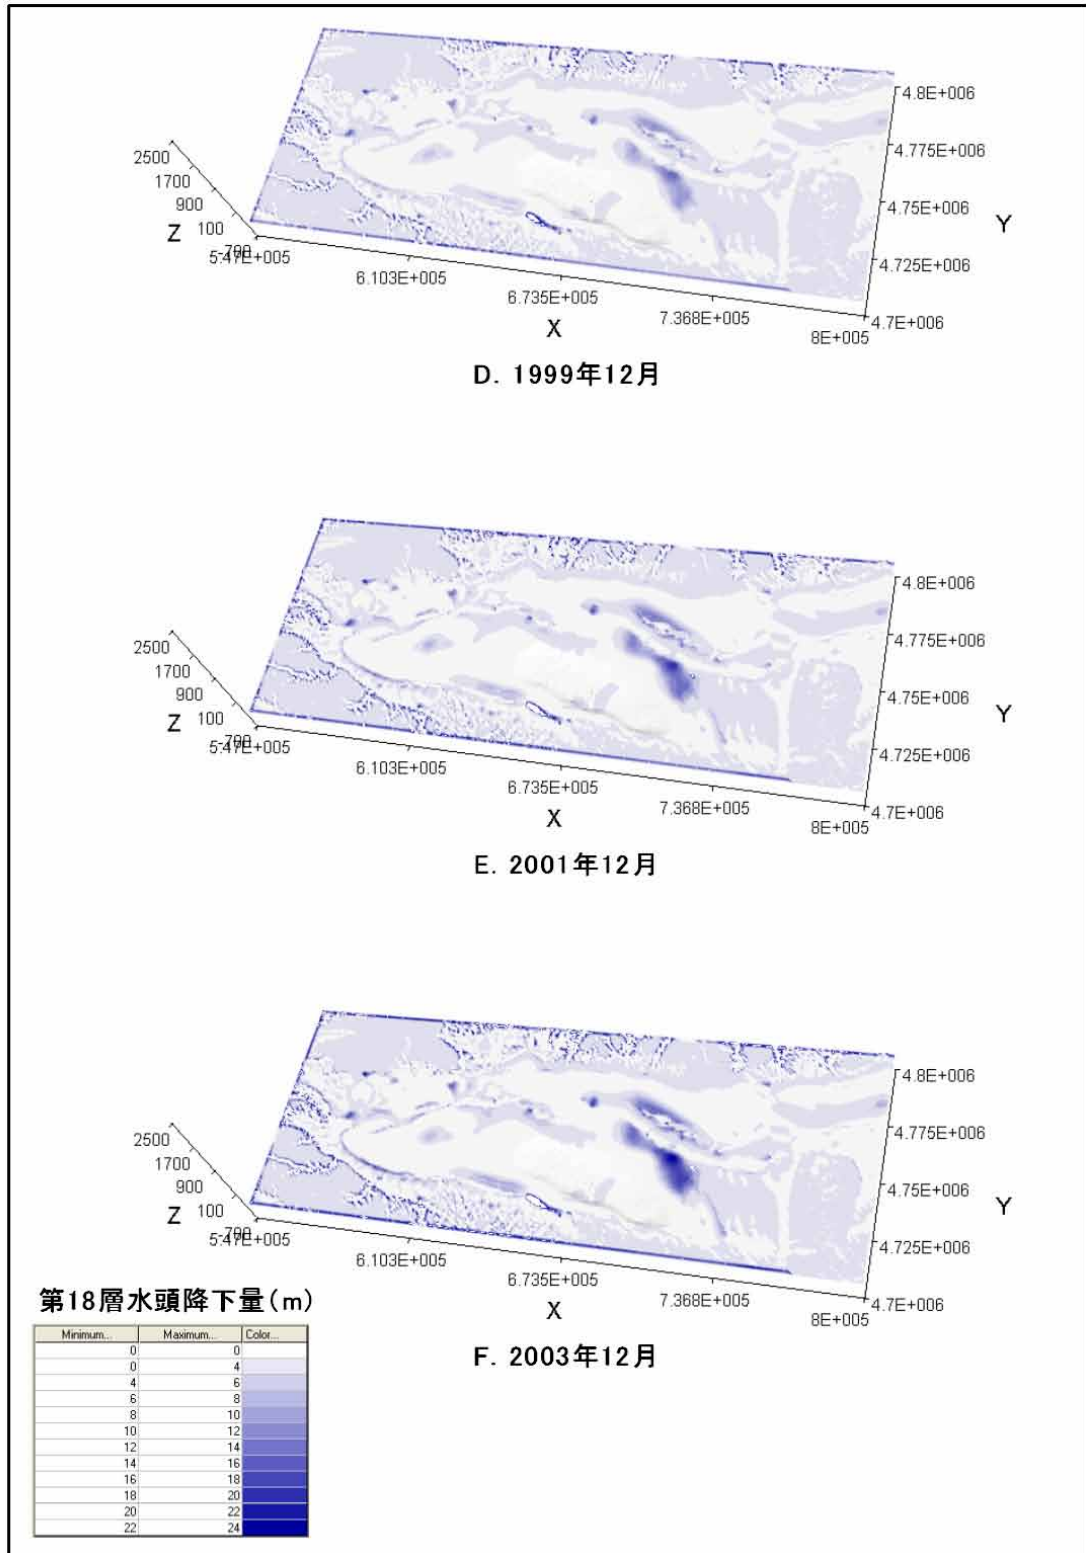 4.8E+006
4.775E+006
4.75E+006
4.725E+006
4.7E+006
Y
2500
1700
900
100
-700
Z
5.47E+005
6.103E+005
6.735E+005
7.368E+005
8E+005
X
D. 1999年12月
4.8E+006
4.775E+006
4.75E+006
4.725E+006
4.7E+006
Y
2500
1700
900
100
-700
Z
5.47E+005
6.103E+005
6.735E+005
7.368E+005
8E+005
X
E. 2001年12月
4.8E+006
4.775E+006
4.75E+006
4.725E+006
4.7E+006
Y
2500
1700
900
100
-700
Z
5.47E+005
6.103E+005
6.735E+005
7.368E+005
8E+005
X
F. 2003年12月
第18層水頭降下量(m)
Minimum... Maximum... Color...
0 0
0 4
4 6
6 8
8 10
10 12
12 14
14 16
16 18
18 20
20 22
22 24